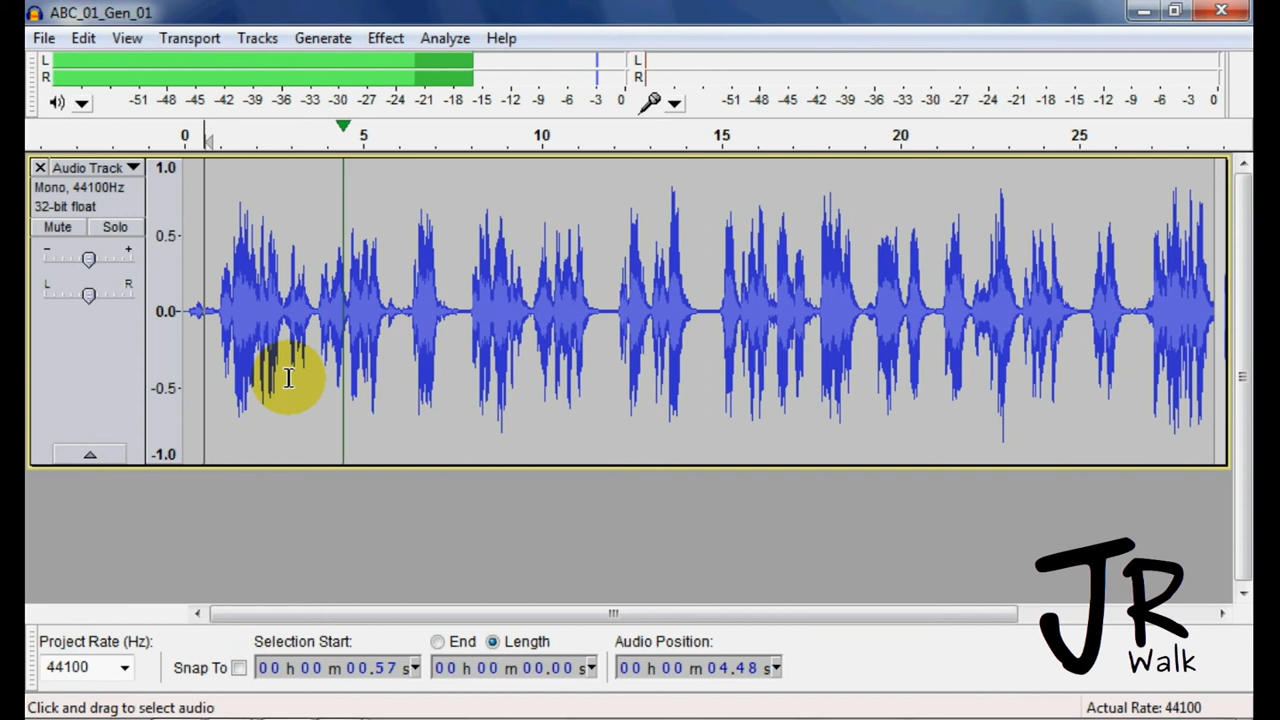 ABC_01_Gen_01
File Edit View Transport Tracks Generate Effect Analyze Help
L L
R R
-51 -48 -45 -42 -39 -36 -33 -30 -27 -24 -21 -18 -15 -12 -9 -6 -3 0 -51 -48 -45 -42 -39 -36 -33 -30 -27 -24 -21 -18 -15 -12 -9 -6 -3 0
0 5 10 15 20 25
X Audio Track 1.0
Mono, 44100Hz
32-bit float
Mute Solo 0.5
- +
L R
0.0
-0.5
-1.0
JR
Walk
Project Rate (Hz): Selection Start: End Length Audio Position:
44100 Snap To 00 h 00 m 00.57 s 00 h 00 m 00.00 s 00 h 00 m 04.48 s
Click and drag to select audio Actual Rate: 44100